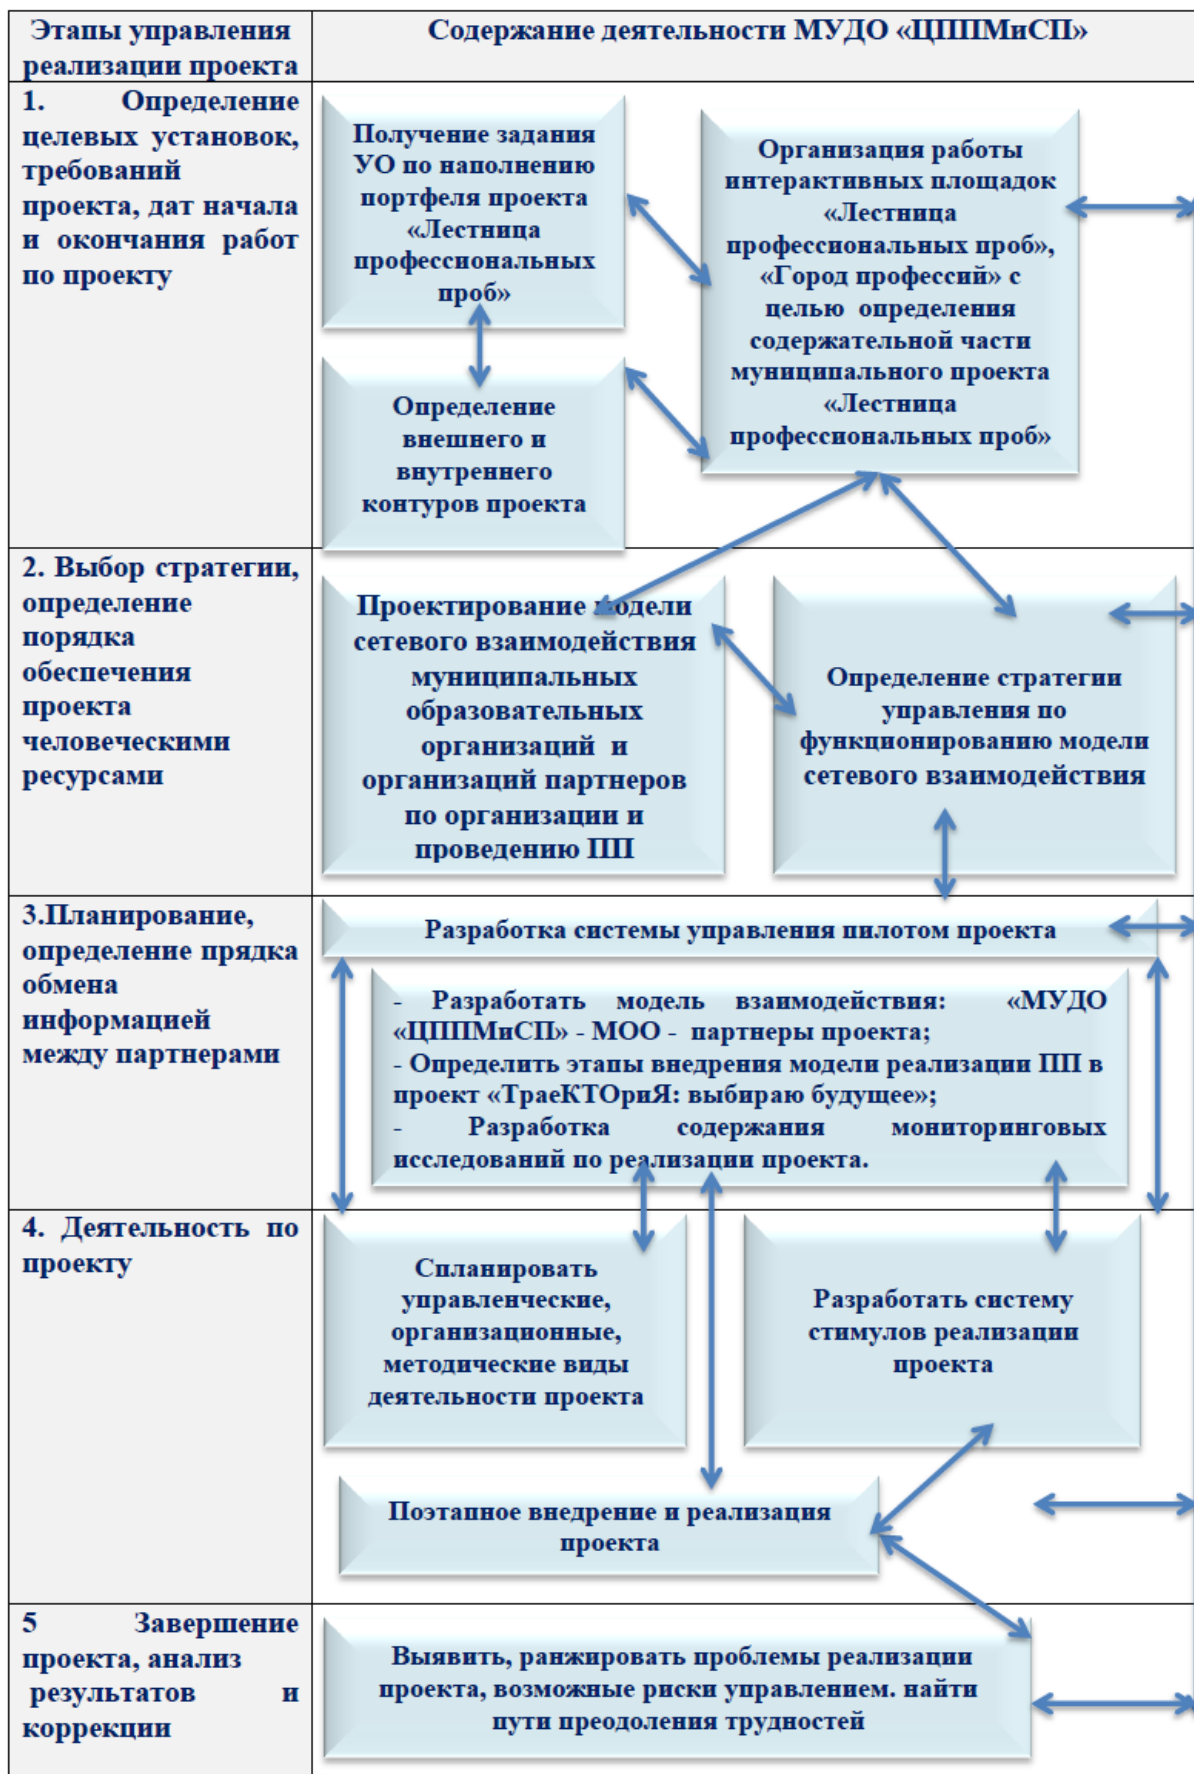 Этапы управления
реализации проекта
Содержание деятельности МУДО «ЦППМиСП»
1. Определение
целевых установок,
требований
проекта, дат начала
и окончания работ
по проекту
Получение задания
УО по наполнению
портфеля проекта
«Лестница
профессиональных
проб»
Организация работы
интерактивных площадок
«Лестница
профессиональных проб»,
«Город профессий» с
целью определения
содержательной части
муниципального проекта
«Лестница
профессиональных проб»
Определение
внешнего и
внутреннего
контуров проекта
2. Выбор стратегии,
определение
порядка
обеспечения
проекта
человеческими
ресурсами
Проектирование модели
сетевого взаимодействия
муниципальных
образовательных
организаций и
организаций партнеров
по организации и
проведению ПП
Определение стратегии
управления по
функционированию модели
сетевого взаимодействия
3.Планирование,
определение прядка
обмена
информацией
между партнерами
Разработка системы управления пилотом проекта
- Разработать модель взаимодействия: «МУДО
«ЦППМиСП» - МОО - партнеры проекта;
- Определить этапы внедрения модели реализации ПП в
проект «ТраеКТОриЯ: выбираю будущее»;
- Разработка содержания мониторинговых
исследований по реализации проекта.
4. Деятельность по
проекту
Спланировать
управленческие,
организационные,
методические виды
деятельности проекта
Разработать систему
стимулов реализации
проекта
Поэтапное внедрение и реализация
проекта
5 Завершение
проекта, анализ
результатов и
коррекции
Выявить, ранжировать проблемы реализации
проекта, возможные риски управлением. найти
пути преодоления трудностей